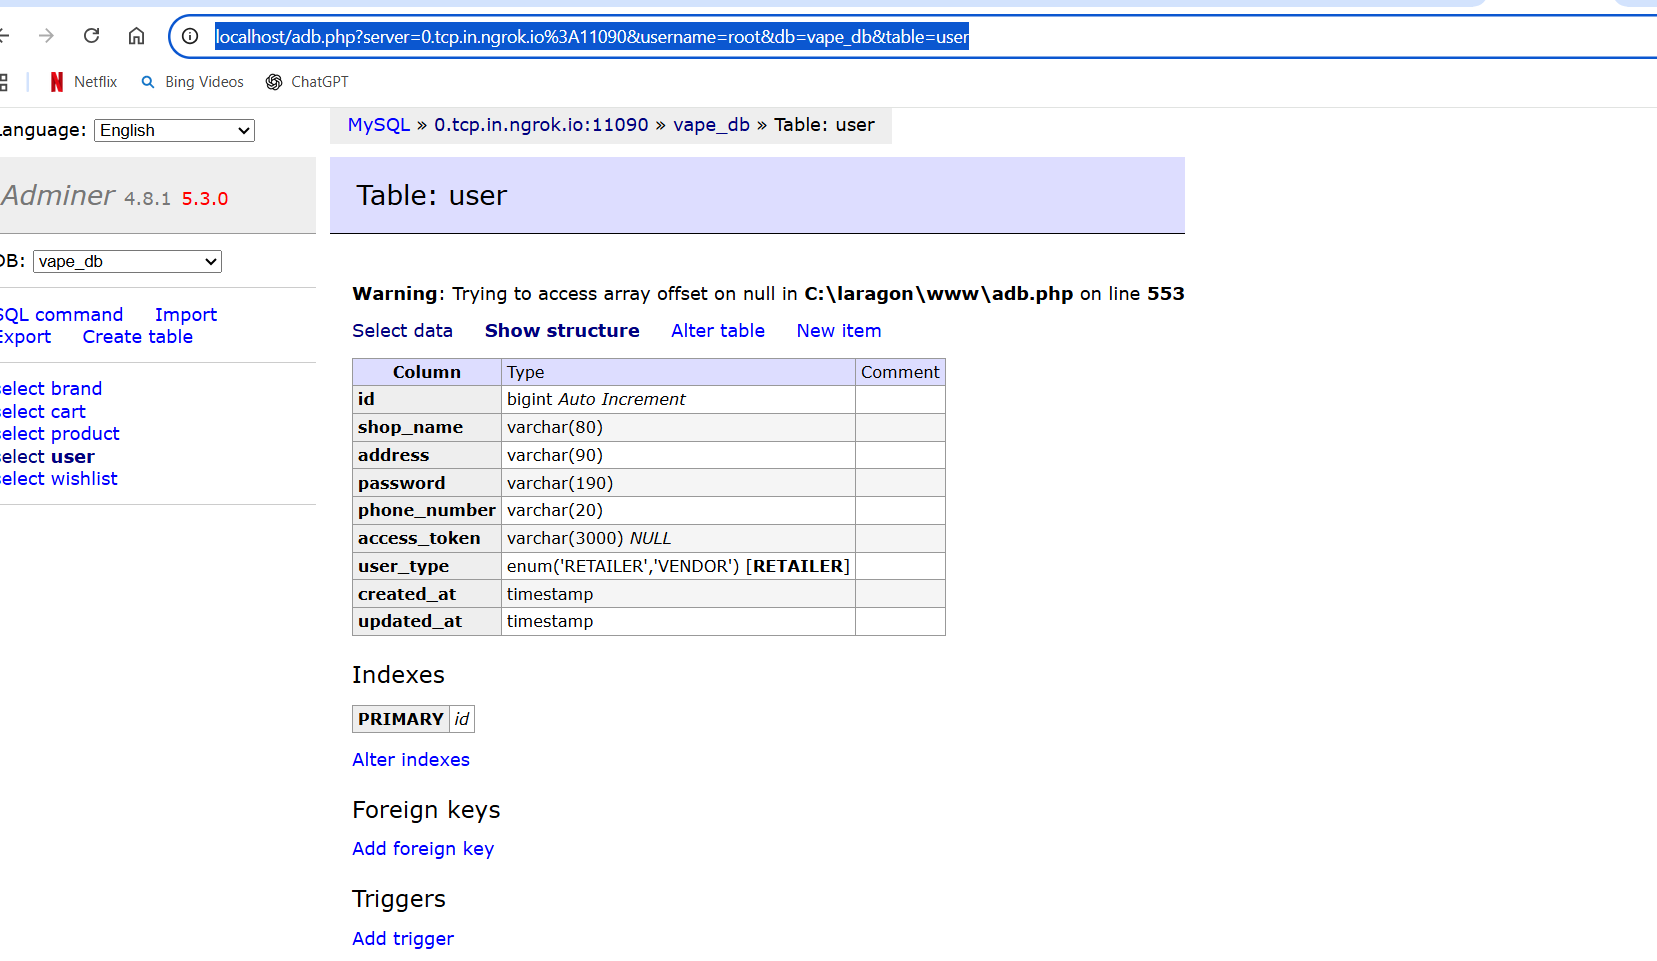 localhost/adb.php?server=0.tcp.in.ngrok.io%3A11090&username=root&db=vape_db&table=user
Netflix Bing Videos ChatGPT
anguage: English
MySQL » 0.tcp.in.ngrok.io:11090 » vape_db » Table: user
Adminer 4.8.1 5.3.0
Table: user
DB: vape_db
SQL command Import
Export Create table
select brand
select cart
select product
select user
select wishlist
Warning: Trying to access array offset on null in C:\laragon\www\adb.php on line 553
Select data Show structure Alter table New item
Column Type Comment
id bigint Auto Increment
shop_name varchar(80)
address varchar(90)
password varchar(190)
phone_number varchar(20)
access_token varchar(3000) NULL
user_type enum('RETAILER','VENDOR') [RETAILER]
created_at timestamp
updated_at timestamp
Indexes
PRIMARY id
Alter indexes
Foreign keys
Add foreign key
Triggers
Add trigger